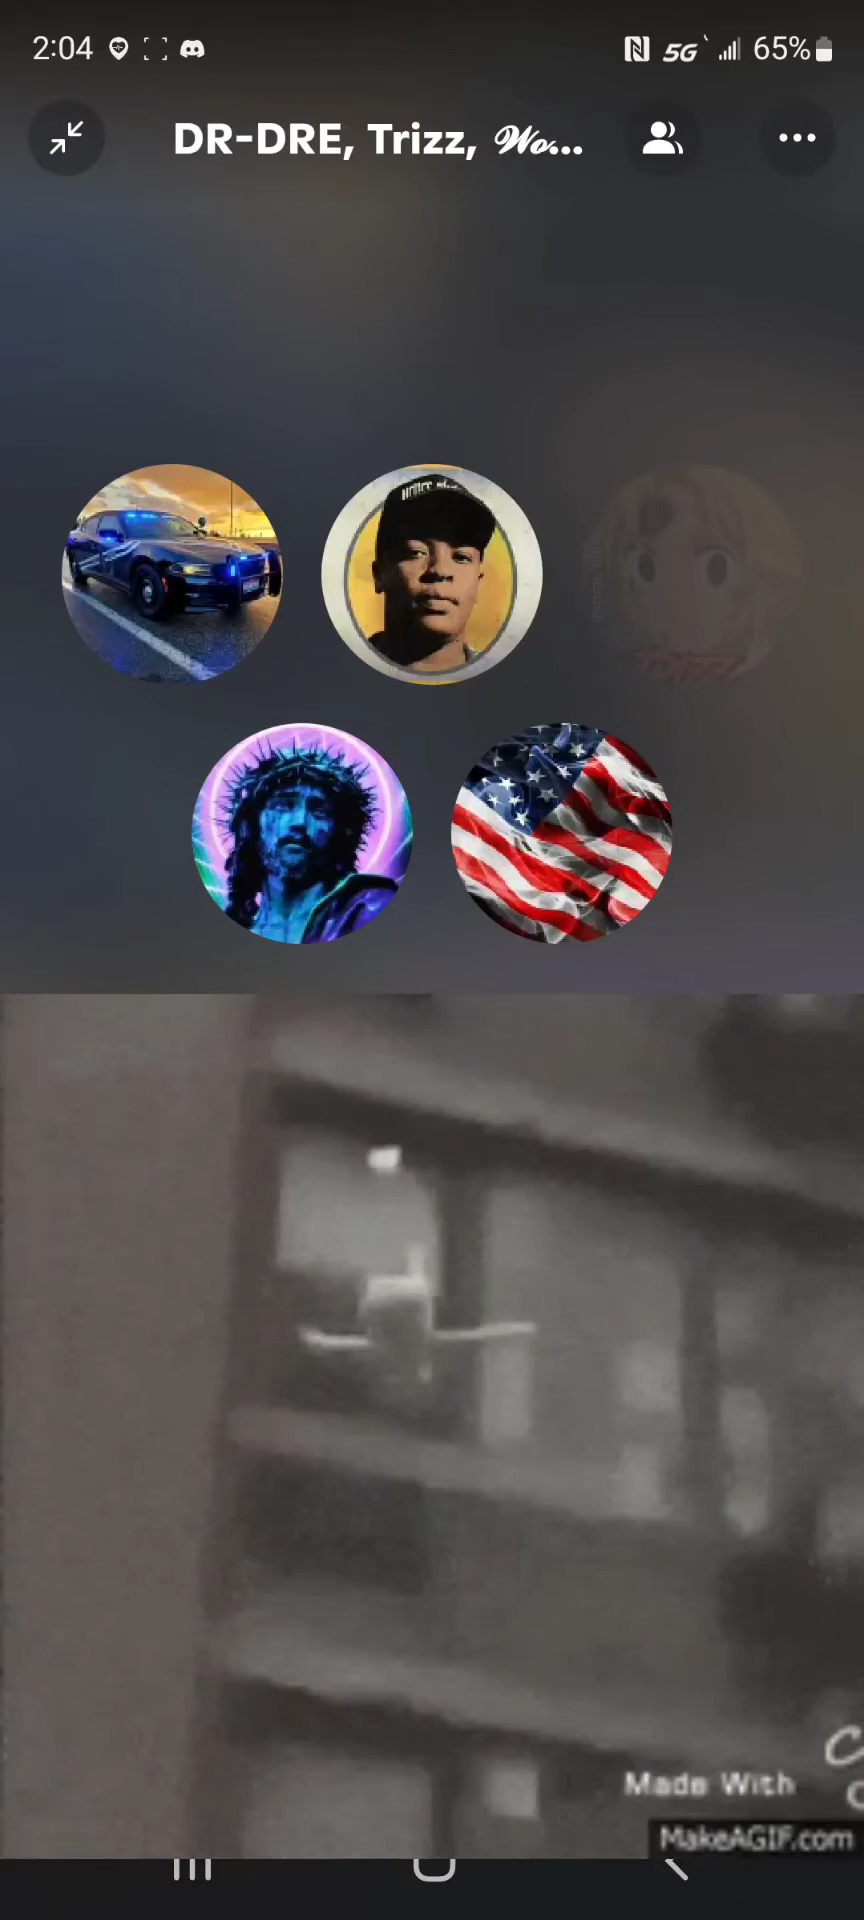 2:04
5G
65%
DR-DRE, Trizz, 𝒲ℴ...
Made With
MakeAGIF.com